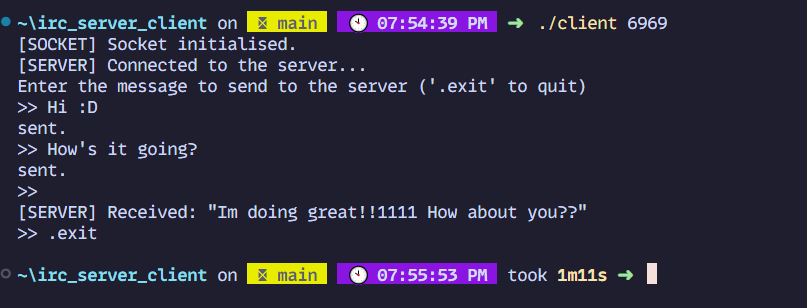 ~\irc_server_client on main 07:54:39 PM ➜ ./client 6969
[SOCKET] Socket initialised.
[SERVER] Connected to the server...
Enter the message to send to the server ('.exit' to quit)
>> Hi :D
sent.
>> How's it going?
sent.
>>
[SERVER] Received: "Im doing great!!1111 How about you??"
>> .exit
~\irc_server_client on main 07:55:53 PM took 1m11s ➜